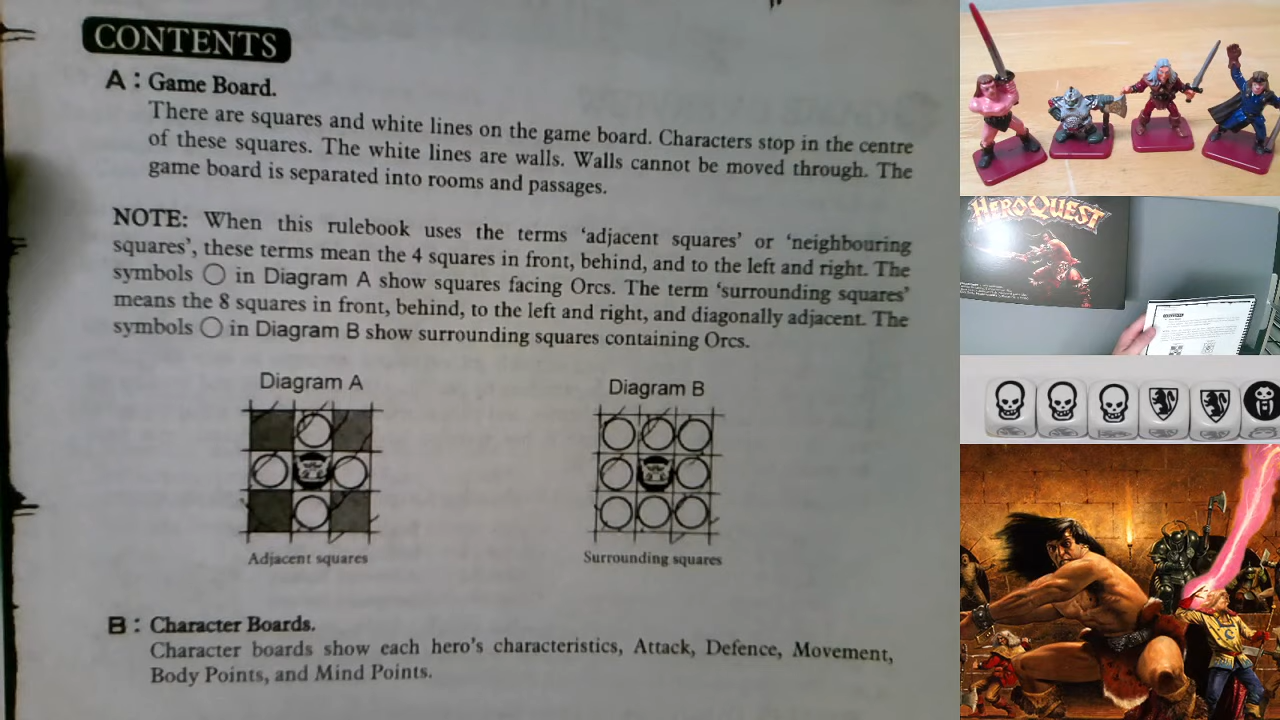 CONTENTS
A : Game Board.
There are squares and white lines on the game board. Characters stop in the centre
of these squares. The white lines are walls. Walls cannot be moved through. The
game board is separated into rooms and passages.
NOTE: When this rulebook uses the terms ‘adjacent squares’ or ‘neighbouring
squares’, these terms mean the 4 squares in front, behind, and to the left and right. The
symbols ◯ in Diagram A show squares facing Orcs. The term ‘surrounding squares’
means the 8 squares in front, behind, to the left and right, and diagonally adjacent. The
symbols ◯ in Diagram B show surrounding squares containing Orcs.
Diagram A
Diagram B
Adjacent squares
Surrounding squares
B : Character Boards.
Character boards show each hero’s characteristics, Attack, Defence, Movement,
Body Points, and Mind Points.
HEROQUEST